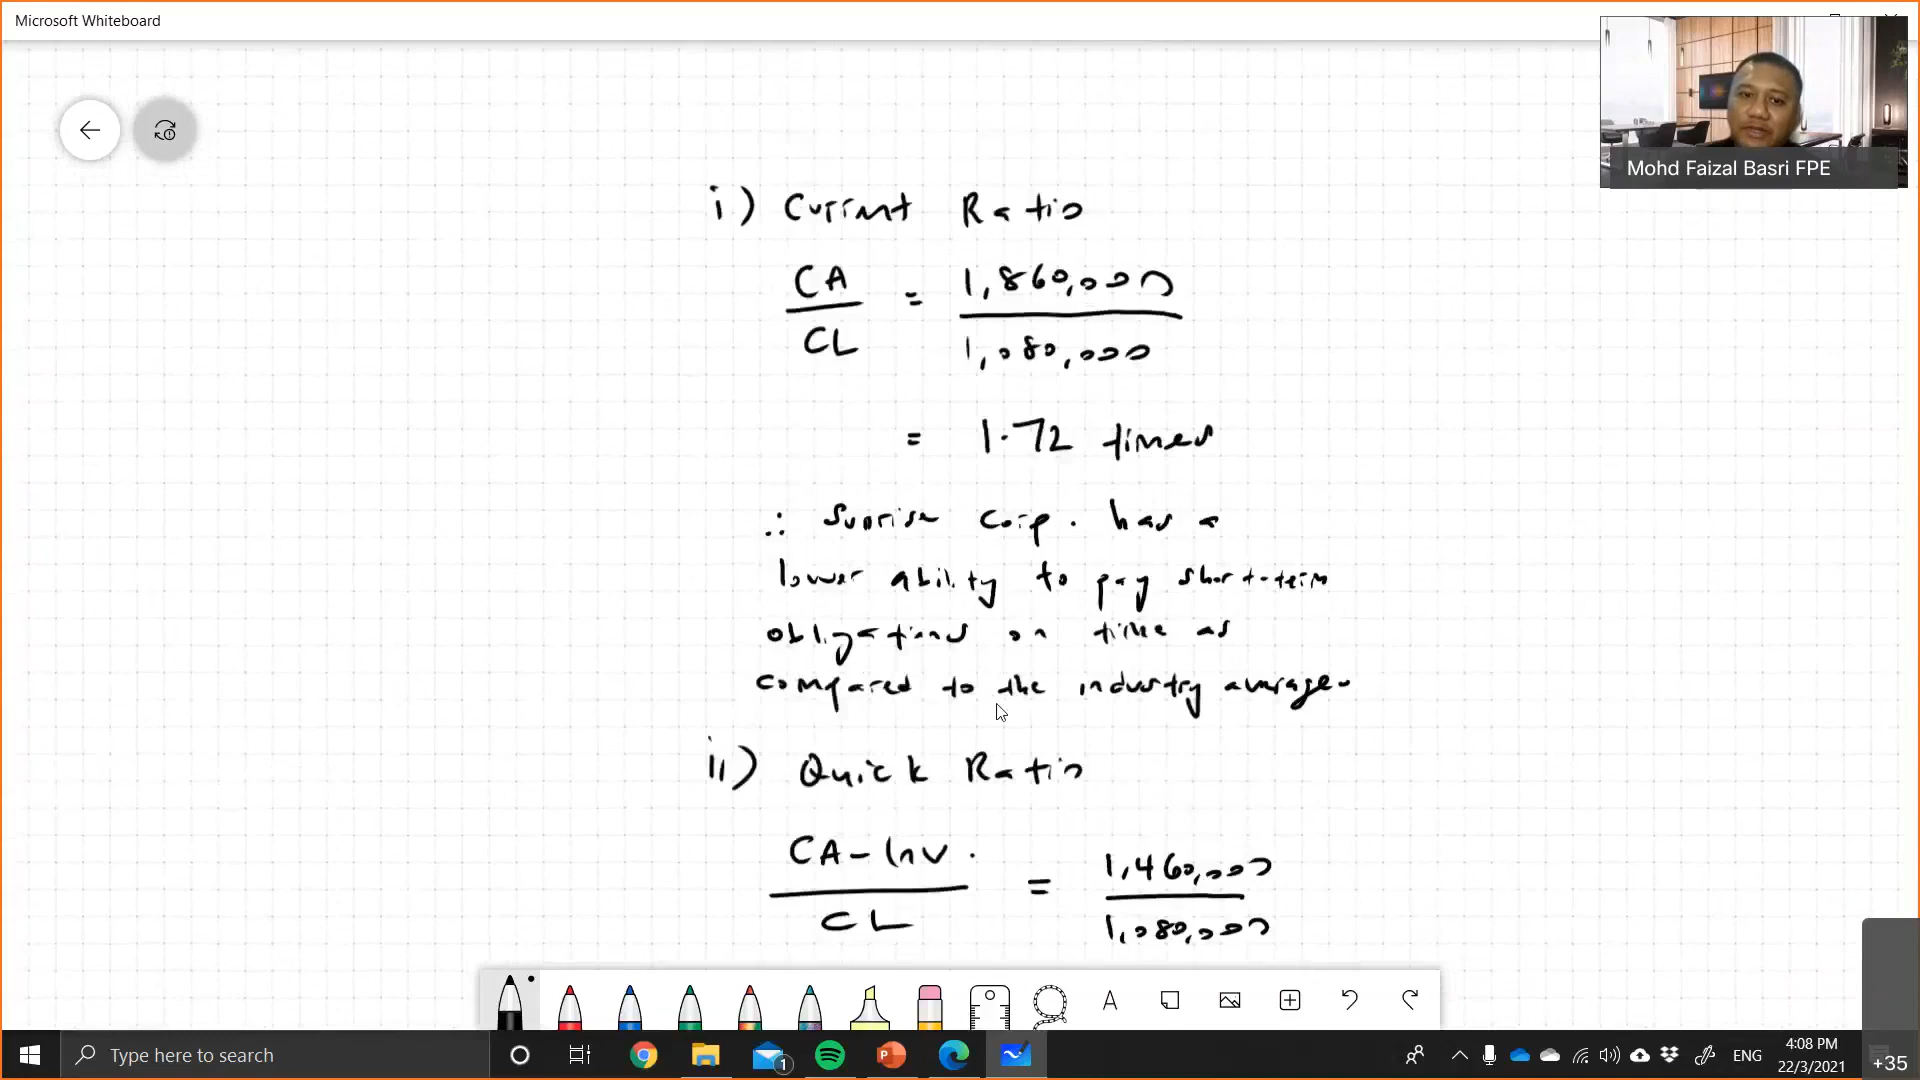 Microsoft Whiteboard
Mohd Faizal Basri FPE
i) Current Ratio
CA = 1,860,000
CL 1,080,000
= 1.72 times
∴ Sunrise Corp. has a
lower ability to pay short-term
obligations on time as
compared to the industry average.
ii) Quick Ratio
CA - Inv. = 1,460,000
CL 1,080,000
A
Type here to search
1
ENG
4:08 PM
22/3/2021
+35